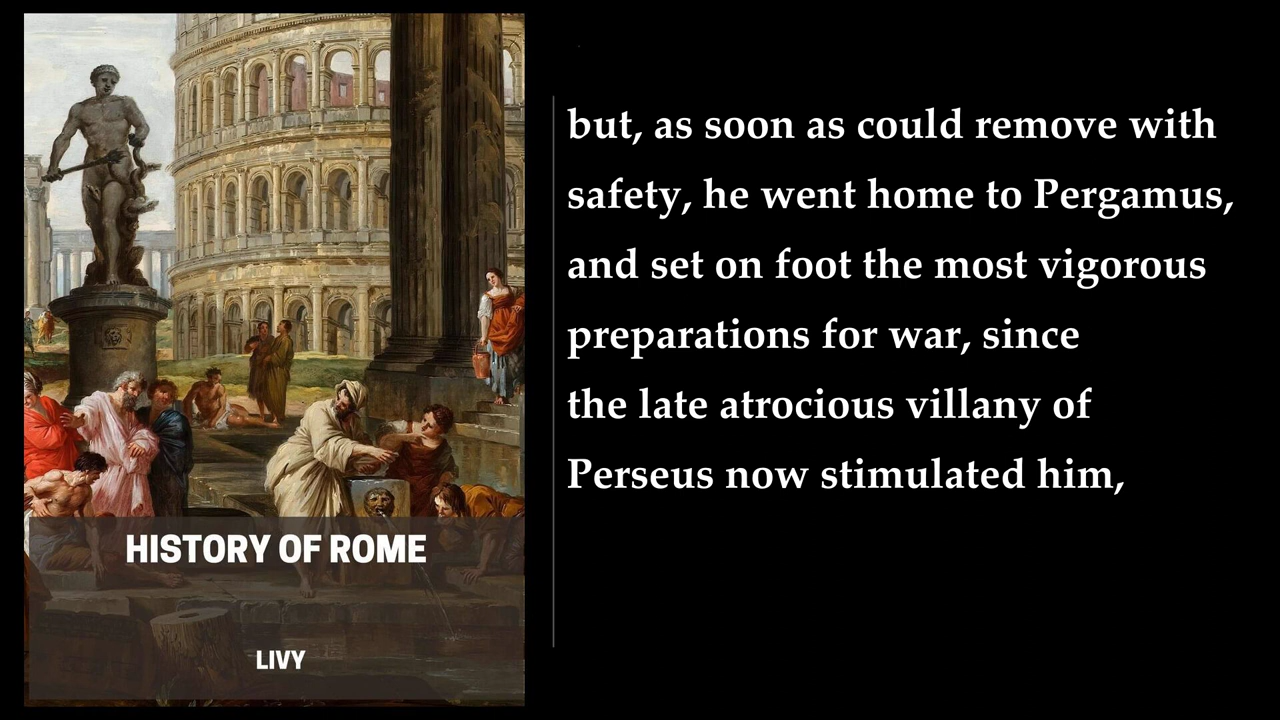 HISTORY OF ROME
LIVY
but, as soon as could remove with
safety, he went home to Pergamus,
and set on foot the most vigorous
preparations for war, since
the late atrocious villany of
Perseus now stimulated him,